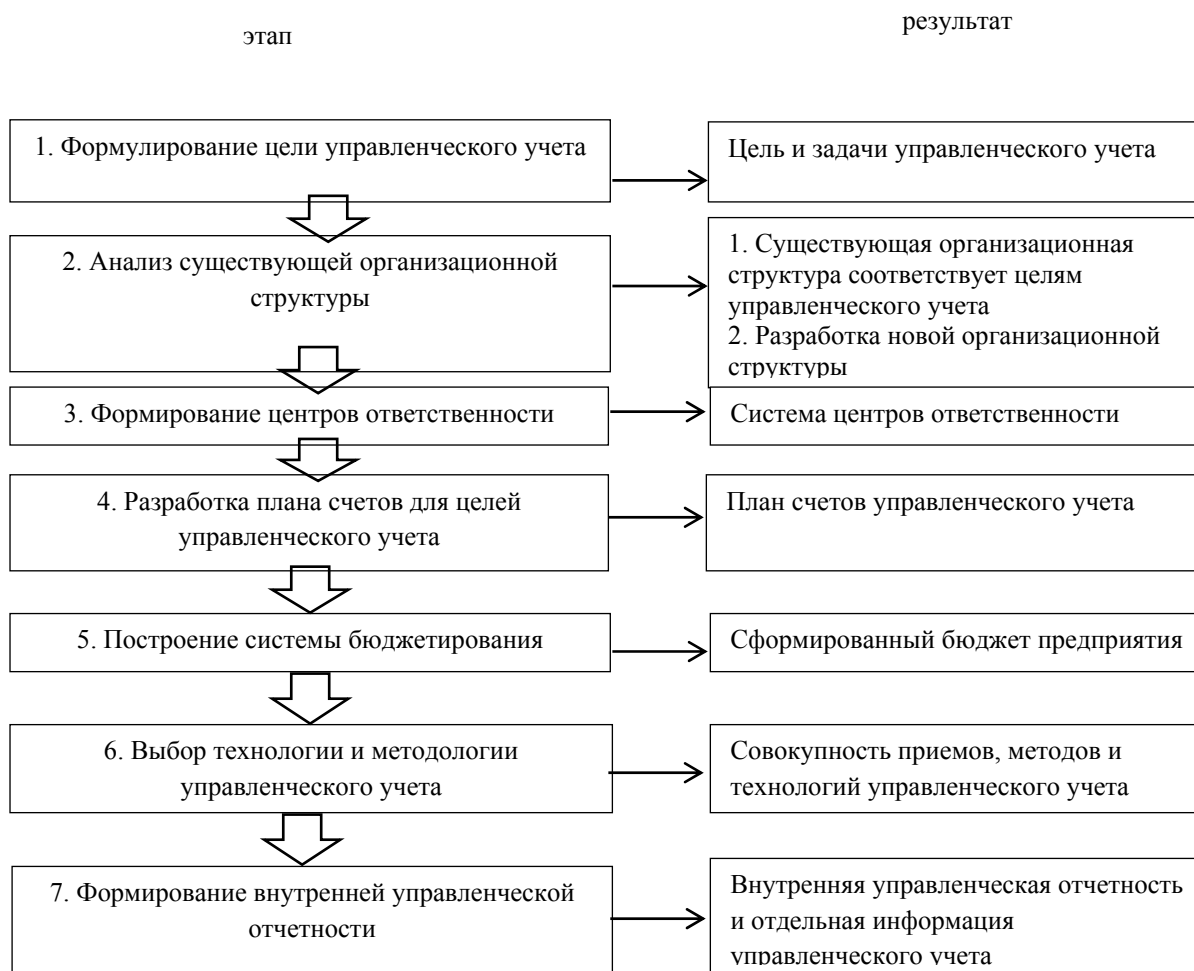 этап
результат
1. Формулирование цели управленческого учета
Цель и задачи управленческого учета
2. Анализ существующей организационной
структуры
1. Существующая организационная
структура соответствует целям
управленческого учета
2. Разработка новой организационной
структуры
3. Формирование центров ответственности
Система центров ответственности
4. Разработка плана счетов для целей
управленческого учета
План счетов управленческого учета
5. Построение системы бюджетирования
Сформированный бюджет предприятия
6. Выбор технологии и методологии
управленческого учета
Совокупность приемов, методов и
технологий управленческого учета
7. Формирование внутренней управленческой
отчетности
Внутренняя управленческая отчетность
и отдельная информация
управленческого учета